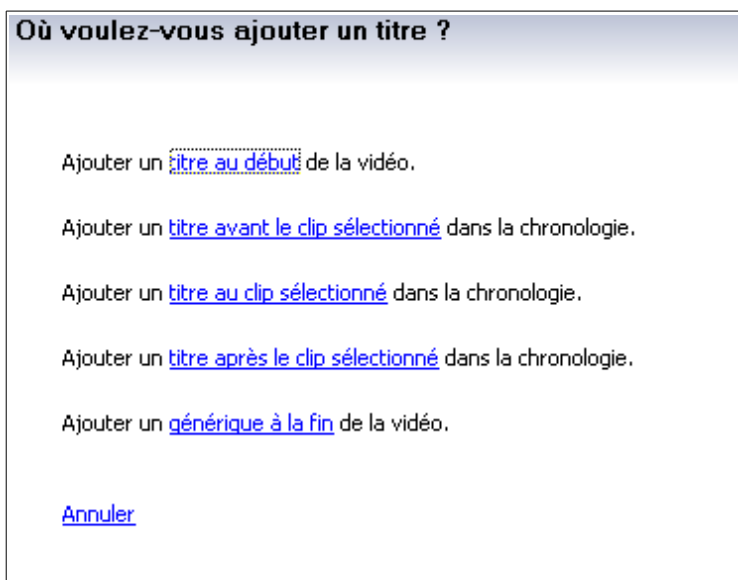 Où voulez-vous ajouter un titre ?
Ajouter un titre au début de la vidéo.
Ajouter un titre avant le clip sélectionné dans la chronologie.
Ajouter un titre au clip sélectionné dans la chronologie.
Ajouter un titre après le clip sélectionné dans la chronologie.
Ajouter un générique à la fin de la vidéo.
Annuler